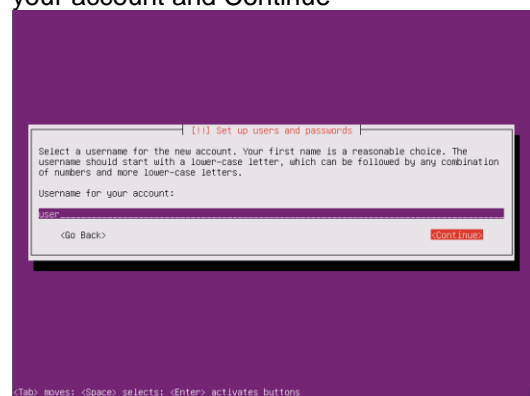 your account and Continue
[!!] Set up users and passwords
Select a username for the new account. Your first name is a reasonable choice. The
username should start with a lower-case letter, which can be followed by any combination
of numbers and more lower-case letters.
Username for your account:
user
<Go Back> <Continue>
<Tab> moves; <Space> selects; <Enter> activates buttons